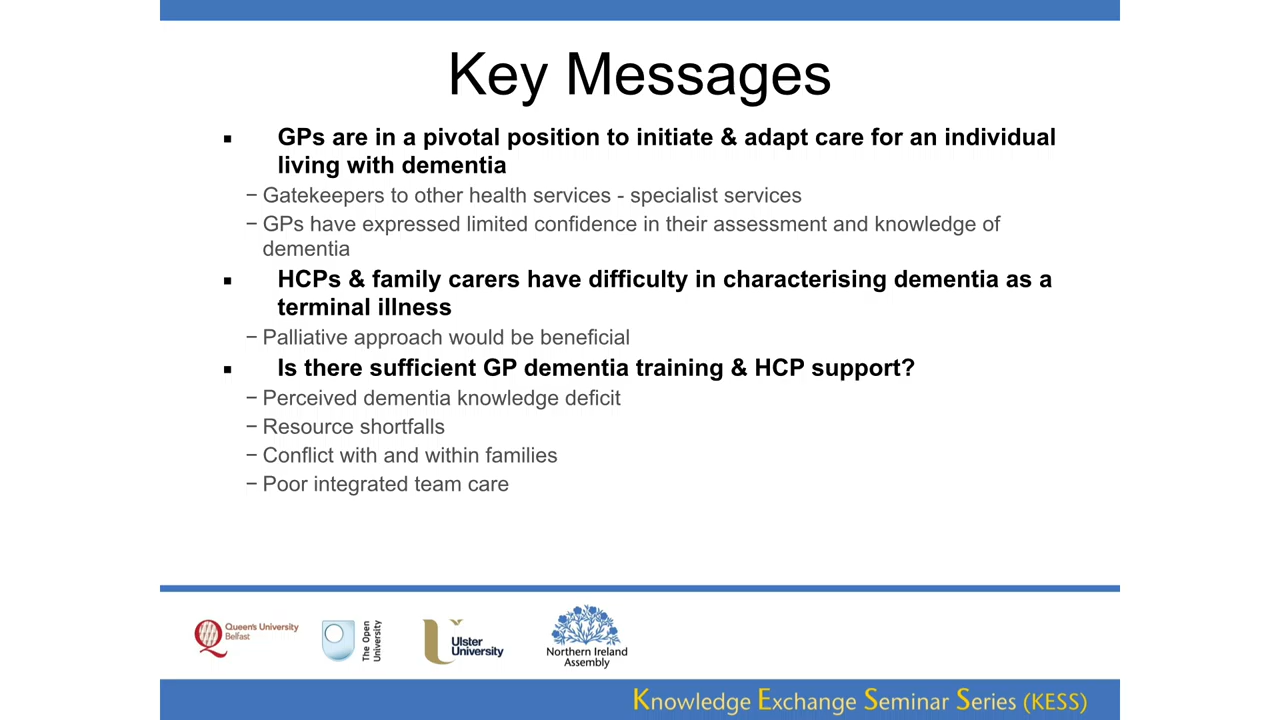 Key Messages
▪ GPs are in a pivotal position to initiate & adapt care for an individual
living with dementia
− Gatekeepers to other health services - specialist services
− GPs have expressed limited confidence in their assessment and knowledge of
dementia
▪ HCPs & family carers have difficulty in characterising dementia as a
terminal illness
− Palliative approach would be beneficial
▪ Is there sufficient GP dementia training & HCP support?
− Perceived dementia knowledge deficit
− Resource shortfalls
− Conflict with and within families
− Poor integrated team care
Queen's University
Belfast
The Open
University
Ulster
University
Northern Ireland
Assembly
Knowledge Exchange Seminar Series (KESS)